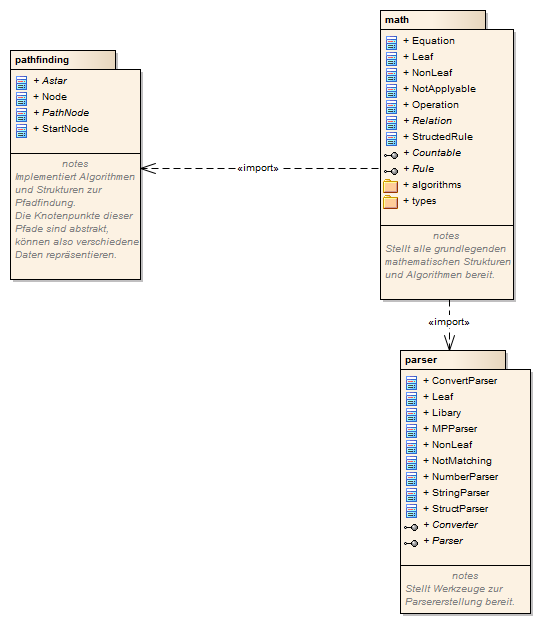 pathfinding
+ Astar
+ Node
+ PathNode
+ StartNode
notes
Implementiert Algorithmen
und Strukturen zur
Pfadfindung.
Die Knotenpunkte dieser
Pfade sind abstrakt,
können also verschiedene
Daten repräsentieren.
«import»
math
+ Equation
+ Leaf
+ NonLeaf
+ NotApplyable
+ Operation
+ Relation
+ StructedRule
+ Countable
+ Rule
+ algorithms
+ types
notes
Stellt alle grundlegenden
mathematischen Strukturen
und Algorithmen bereit.
«import»
parser
+ ConvertParser
+ Leaf
+ Libary
+ MPParser
+ NonLeaf
+ NotMatching
+ NumberParser
+ StringParser
+ StructParser
+ Converter
+ Parser
notes
Stellt Werkzeuge zur
Parsererstellung bereit.